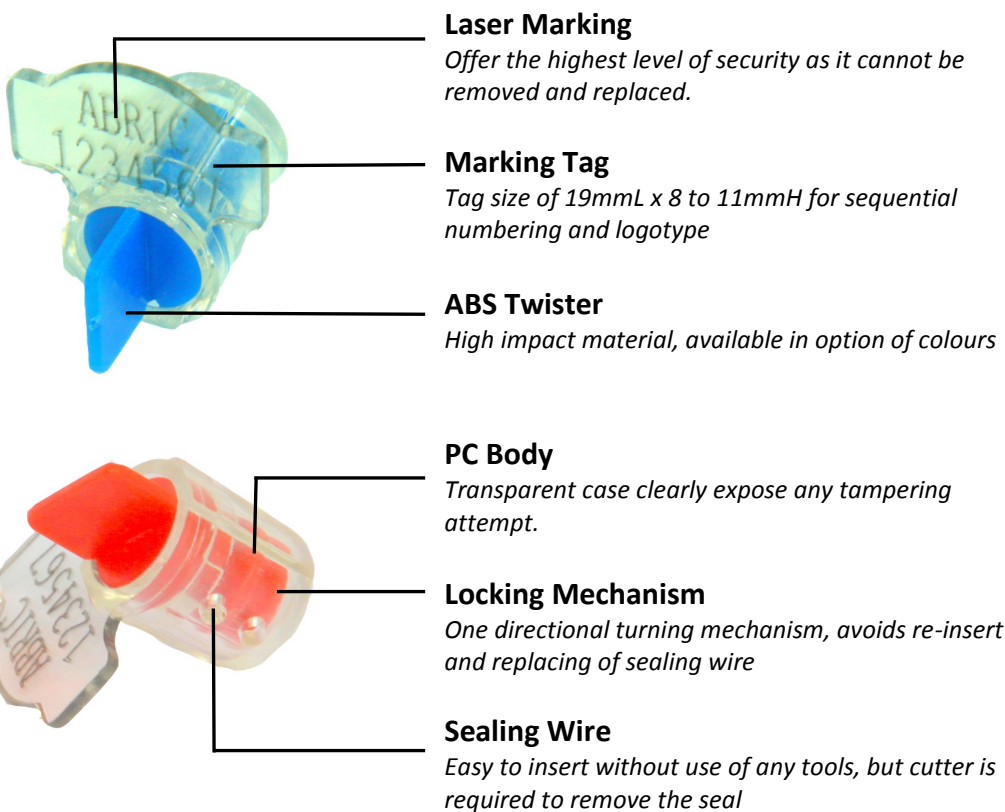 Laser Marking
Offer the highest level of security as it cannot be
removed and replaced.
ABRIC
1234567
Marking Tag
Tag size of 19mmL x 8 to 11mmH for sequential
numbering and logotype
ABS Twister
High impact material, available in option of colours
PC Body
Transparent case clearly expose any tampering
attempt.
ABRIC
1234567
Locking Mechanism
One directional turning mechanism, avoids re-insert
and replacing of sealing wire
Sealing Wire
Easy to insert without use of any tools, but cutter is
required to remove the seal